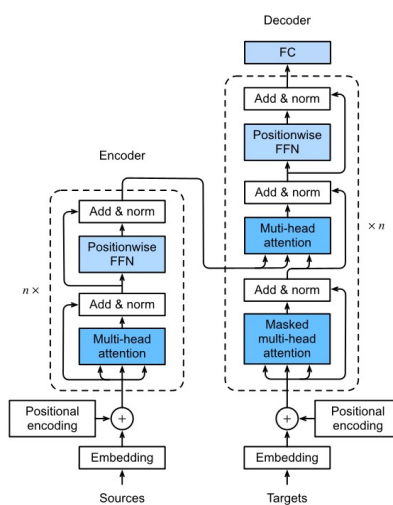 Decoder
FC
Add & norm
Positionwise
FFN
Add & norm
Muti-head
attention
× n
Add & norm
Masked
multi-head
attention
Positional
encoding
Embedding
Targets
Encoder
Add & norm
Positionwise
FFN
n ×
Add & norm
Multi-head
attention
Positional
encoding
Embedding
Sources